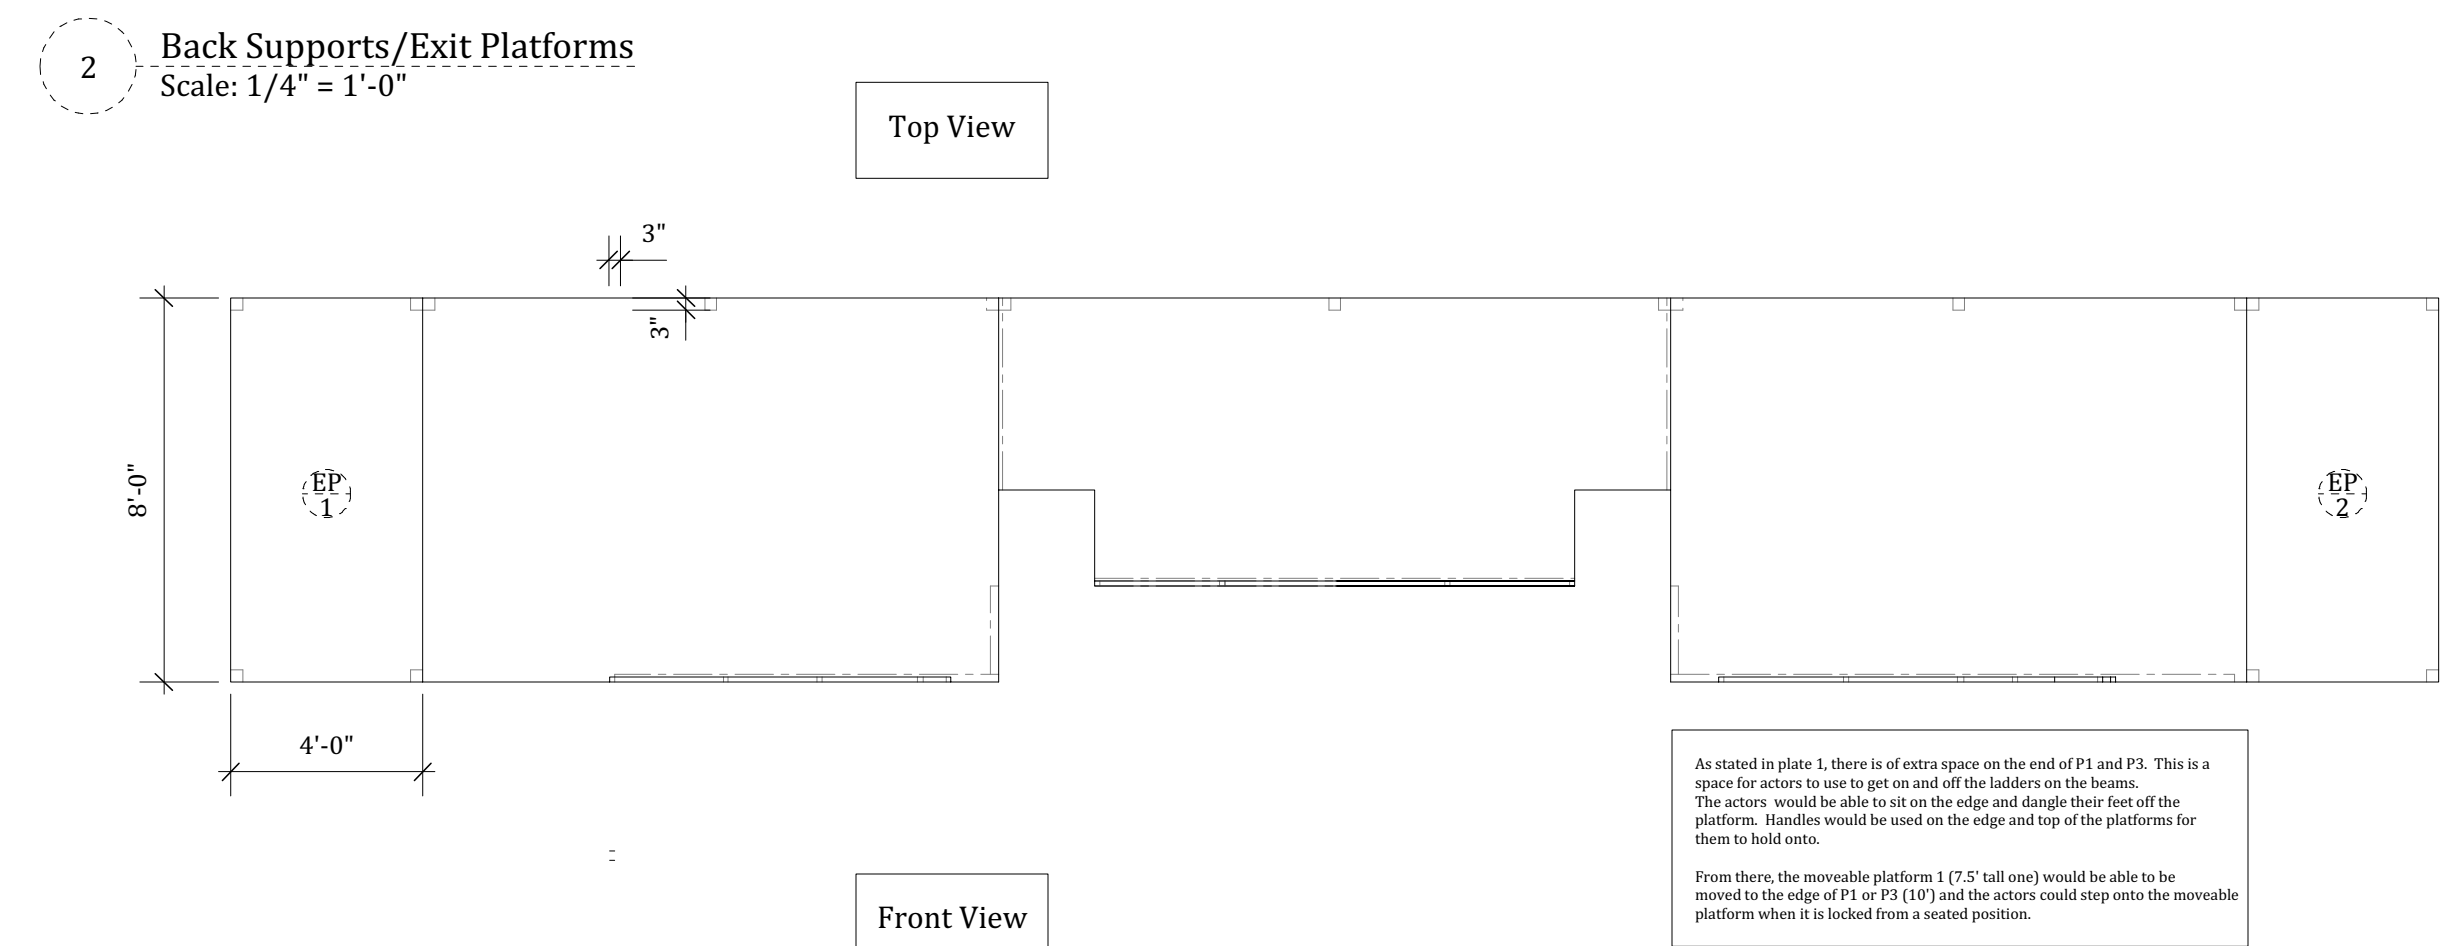 2
Back Supports/Exit Platforms
Scale: 1/4" = 1'-0"
Top View
3"
3"
8'-0"
EP
1
EP
2
4'-0"
As stated in plate 1, there is of extra space on the end of P1 and P3.  This is a
space for actors to use to get on and off the ladders on the beams.
The actors  would be able to sit on the edge and dangle their feet off the
platform.  Handles would be used on the edge and top of the platforms for
them to hold onto.
From there, the moveable platform 1 (7.5' tall one) would be able to be
moved to the edge of P1 or P3 (10') and the actors could step onto the moveable
platform when it is locked from a seated position.
Front View